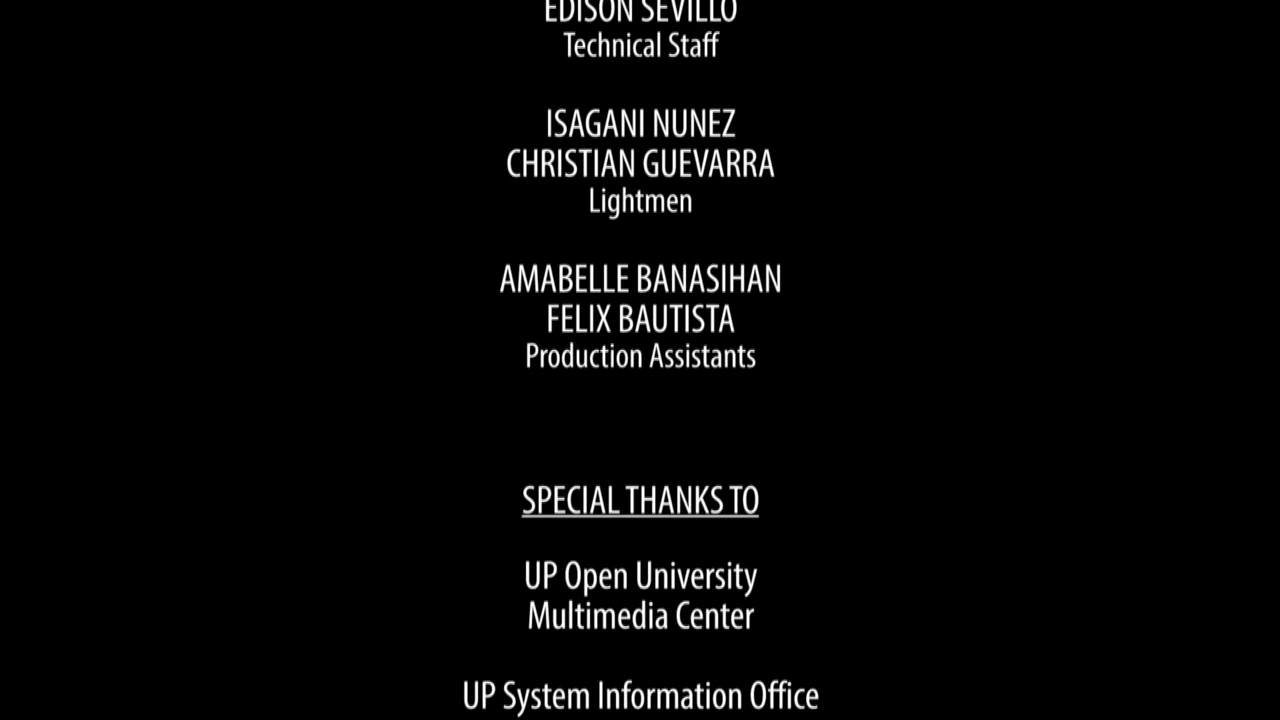 EDISON SEVILLO
Technical Staff
ISAGANI NUNEZ
CHRISTIAN GUEVARRA
Lightmen
AMABELLE BANASIHAN
FELIX BAUTISTA
Production Assistants
SPECIAL THANKS TO
UP Open University
Multimedia Center
UP System Information Office